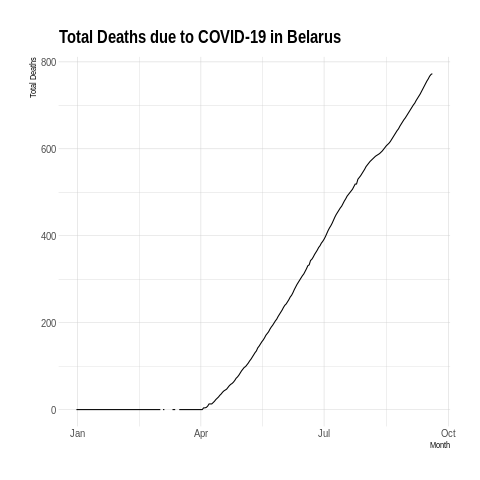 Total Deaths due to COVID-19 in Belarus
Total Deaths
800
600
400
200
0
Jan Apr Jul Oct
Month